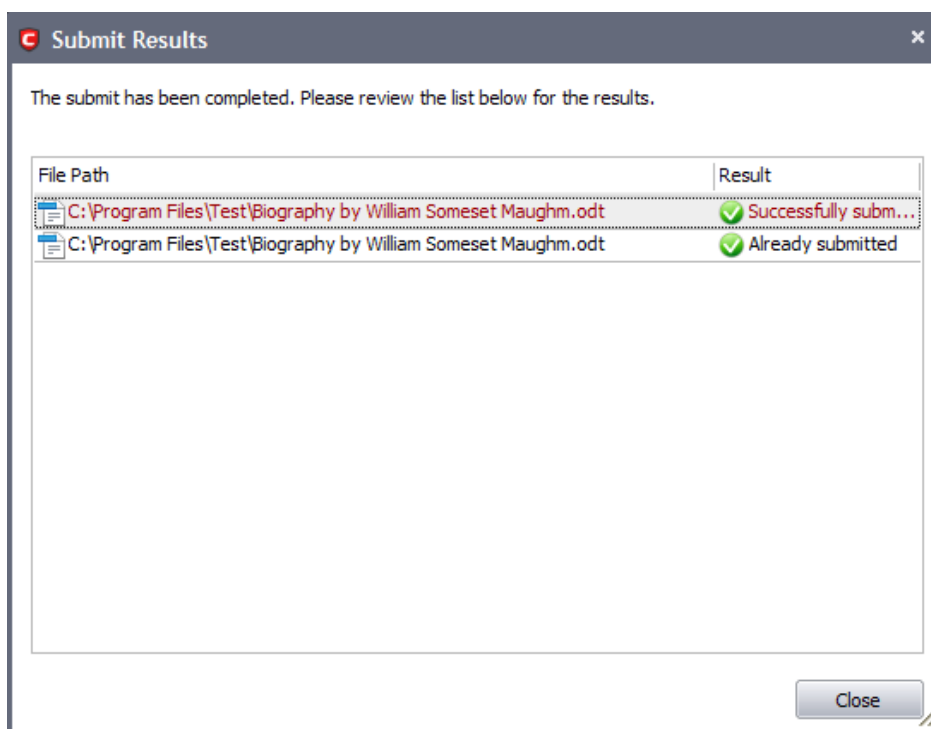 Submit Results
The submit has been completed. Please review the list below for the results.
File Path Result
C:\Program Files\Test\Biography by William Someset Maughm.odt Successfully subm...
C:\Program Files\Test\Biography by William Someset Maughm.odt Already submitted
Close